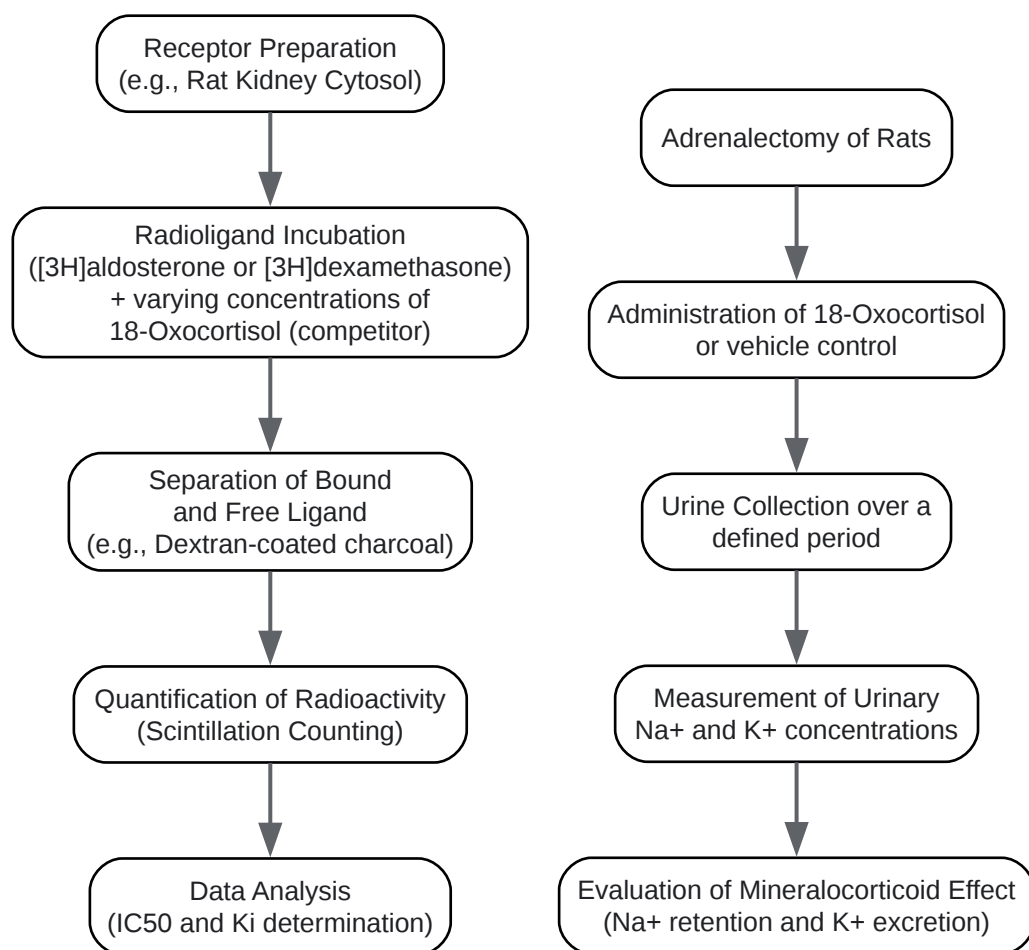 Receptor Preparation
(e.g., Rat Kidney Cytosol)
Radioligand Incubation
([3H]aldosterone or [3H]dexamethasone)
+ varying concentrations of
18-Oxocortisol (competitor)
Separation of Bound
and Free Ligand
(e.g., Dextran-coated charcoal)
Quantification of Radioactivity
(Scintillation Counting)
Data Analysis
(IC50 and Ki determination)
Adrenalectomy of Rats
Administration of 18-Oxocortisol
or vehicle control
Urine Collection over a
defined period
Measurement of Urinary
Na+ and K+ concentrations
Evaluation of Mineralocorticoid Effect
(Na+ retention and K+ excretion)